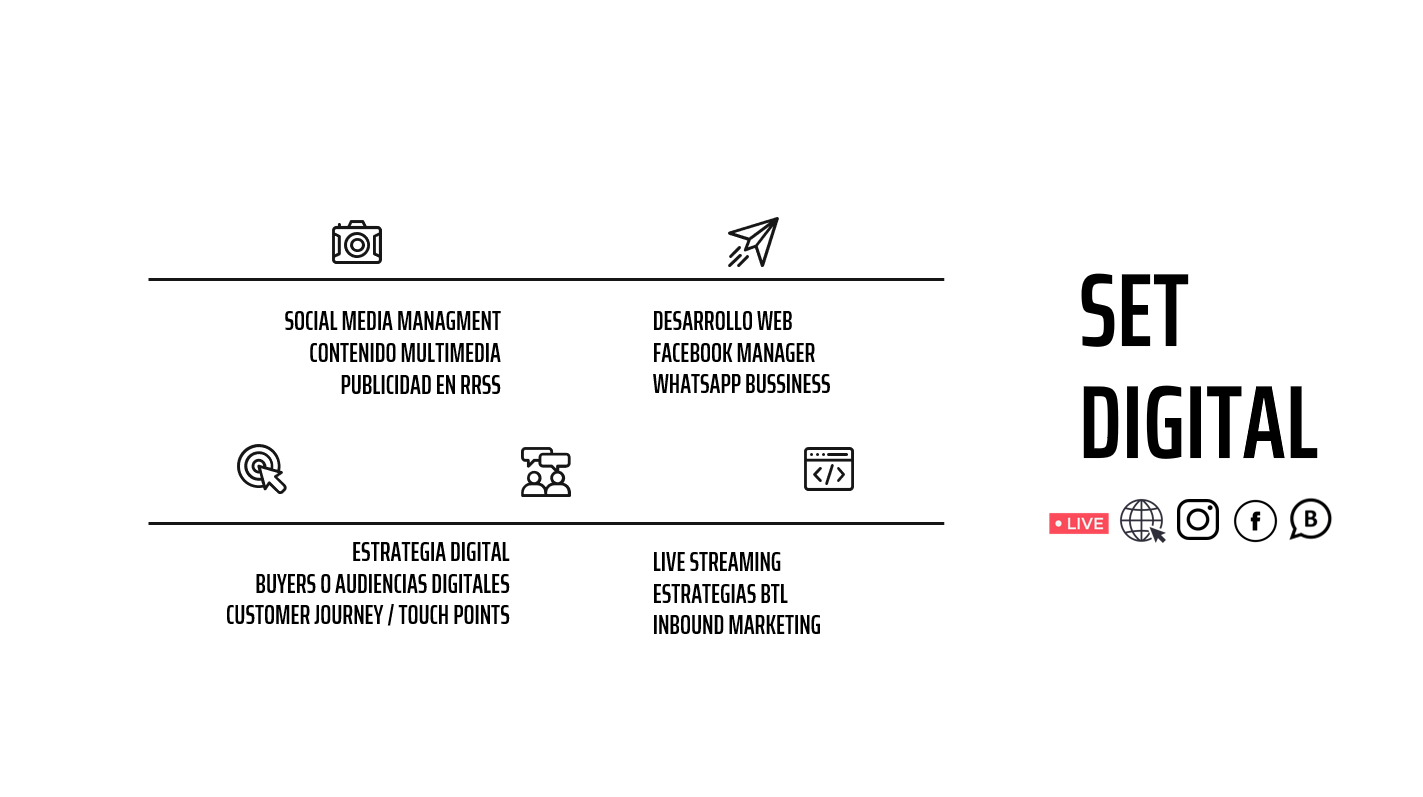 SOCIAL MEDIA MANAGMENT
CONTENIDO MULTIMEDIA
PUBLICIDAD EN RRSS
DESARROLLO WEB
FACEBOOK MANAGER
WHATSAPP BUSSINESS
ESTRATEGIA DIGITAL
BUYERS O AUDIENCIAS DIGITALES
CUSTOMER JOURNEY / TOUCH POINTS
LIVE STREAMING
ESTRATEGIAS BTL
INBOUND MARKETING
SET
DIGITAL
LIVE
f
B